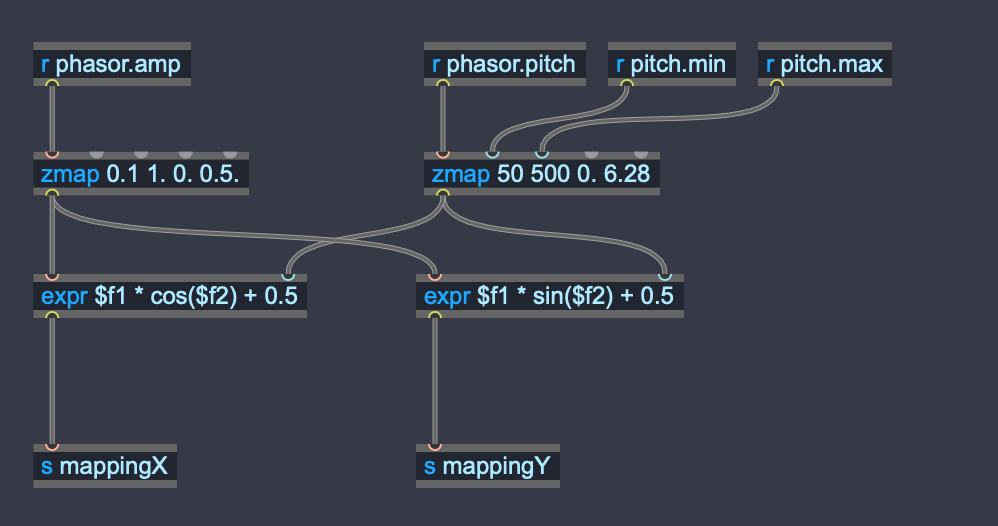 r phasor.amp
r phasor.pitch
r pitch.min
r pitch.max
zmap 0.1 1. 0. 0.5.
zmap 50 500 0. 6.28
expr $f1 * cos($f2) + 0.5
expr $f1 * sin($f2) + 0.5
s mappingX
s mappingY